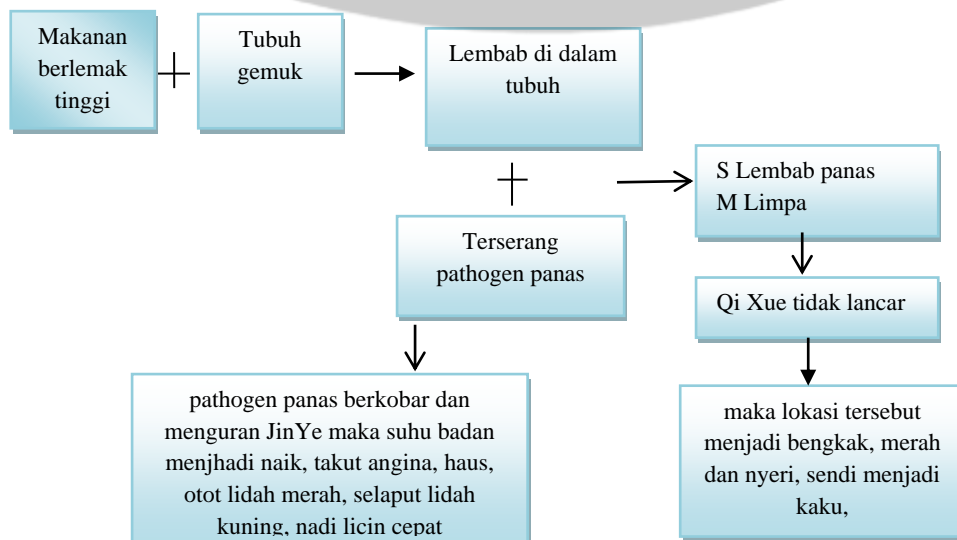 Makanan
berlemak
tinggi
Tubuh
gemuk
Lembab di dalam
tubuh
S Lembab panas
M Limpa
Terserang
pathogen panas
Qi Xue tidak lancar
pathogen panas berkobar dan
menguran JinYe maka suhu badan
menjhadi naik, takut angina, haus,
otot lidah merah, selaput lidah
kuning, nadi licin cepat
maka lokasi tersebut
menjadi bengkak, merah
dan nyeri, sendi menjadi
kaku,